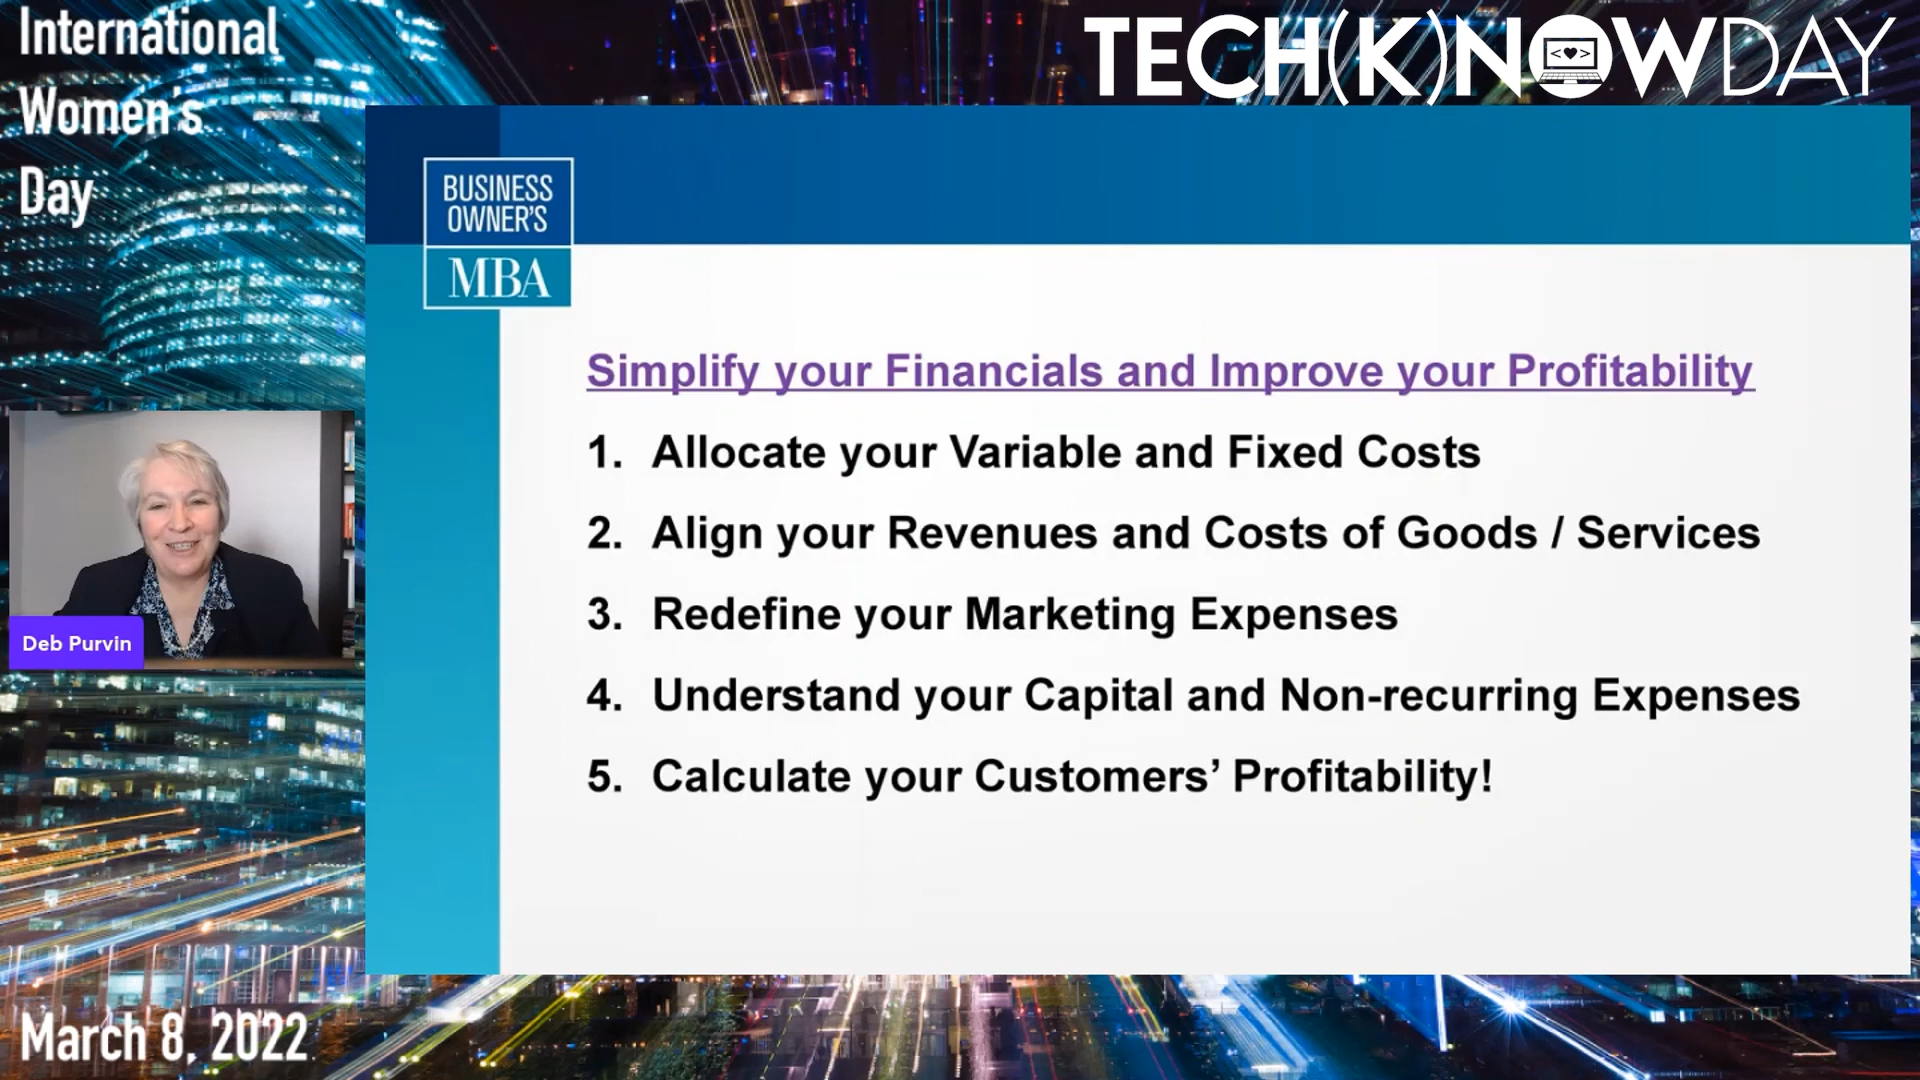 International
Women's
Day
TECH(K)NOWDAY
<♥>
BUSINESS
OWNER'S
MBA
Simplify your Financials and Improve your Profitability
1. Allocate your Variable and Fixed Costs
2. Align your Revenues and Costs of Goods / Services
3. Redefine your Marketing Expenses
4. Understand your Capital and Non-recurring Expenses
5. Calculate your Customers’ Profitability!
Deb Purvin
March 8, 2022